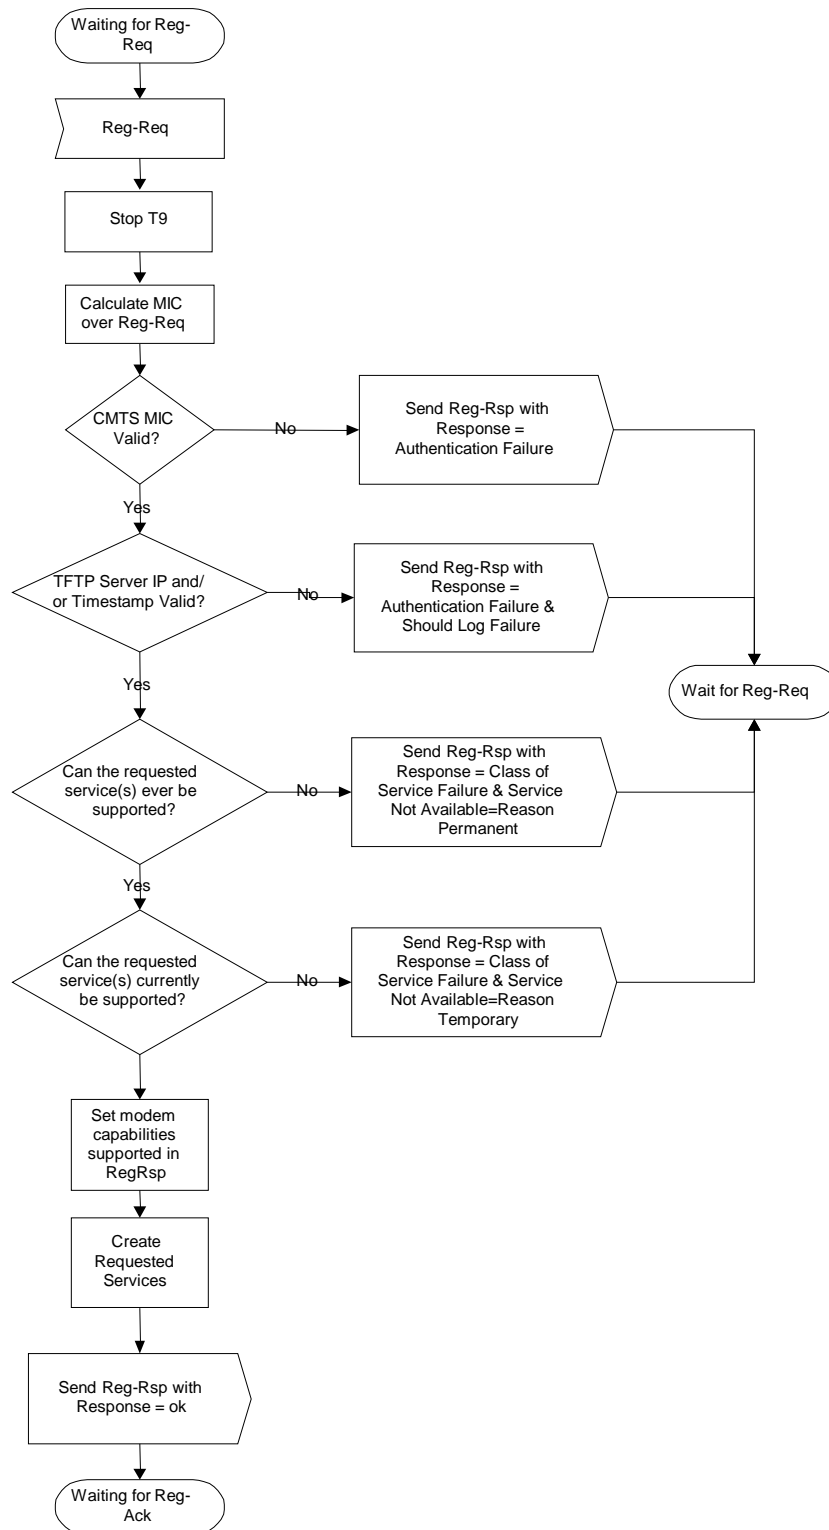 Waiting for Reg-
Req
Reg-Req
Stop T9
Calculate MIC
over Reg-Req
CMTS MIC
Valid?
No
Send Reg-Rsp with
Response =
Authentication Failure
Yes
TFTP Server IP and/
or Timestamp Valid?
No
Send Reg-Rsp with
Response =
Authentication Failure &
Should Log Failure
Yes
Wait for Reg-Req
Can the requested
service(s) ever be
supported?
No
Send Reg-Rsp with
Response = Class of
Service Failure & Service
Not Available=Reason
Permanent
Yes
Can the requested
service(s) currently
be supported?
No
Send Reg-Rsp with
Response = Class of
Service Failure & Service
Not Available=Reason
Temporary
Set modem
capabilities
supported in
RegRsp
Create
Requested
Services
Send Reg-Rsp with
Response = ok
Waiting for Reg-
Ack